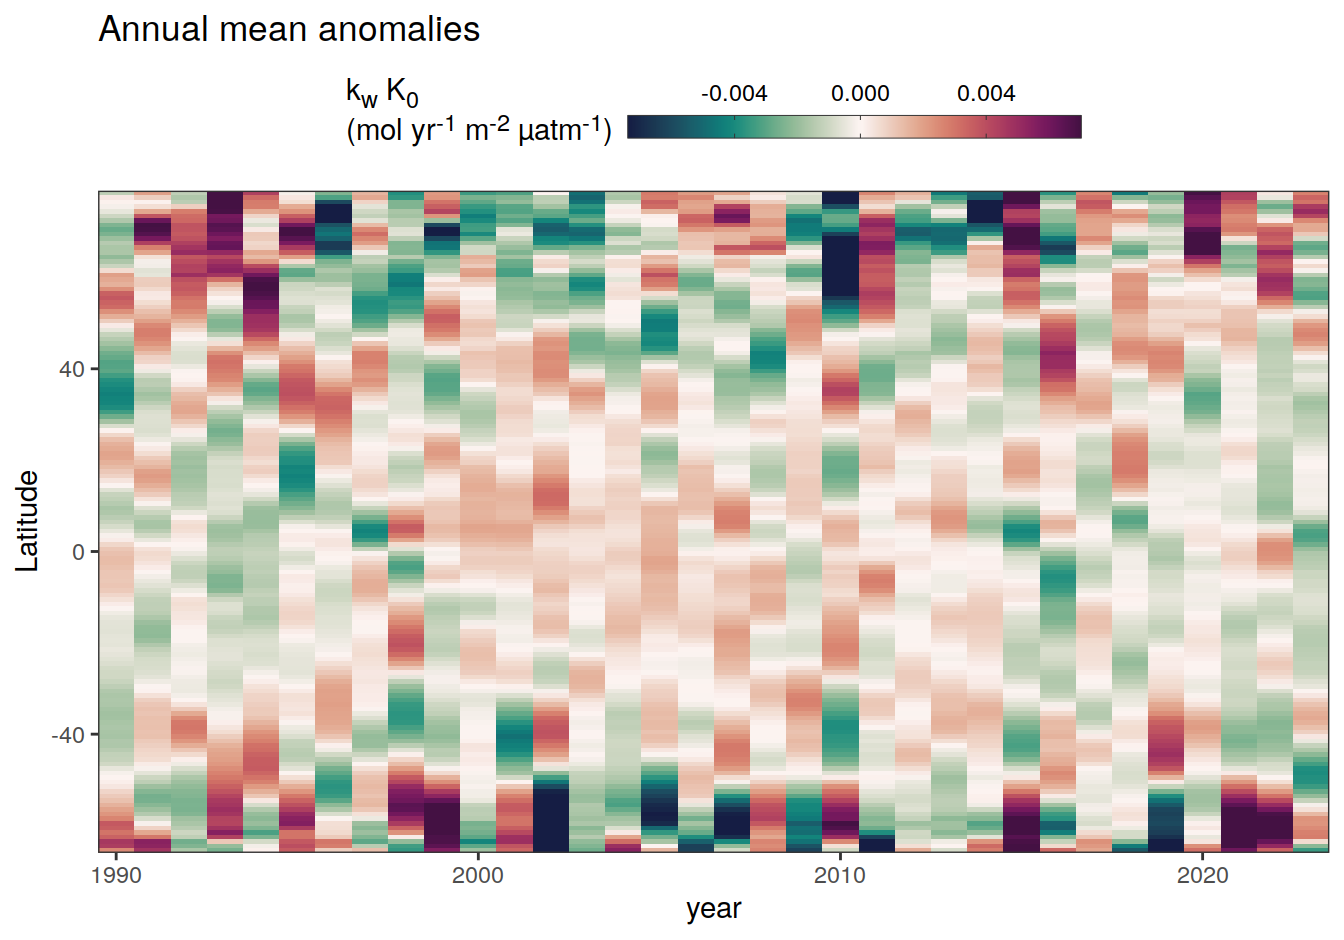 Annual mean anomalies
k_w K_0
(mol yr⁻¹ m⁻² µatm⁻¹)
-0.004 0.000 0.004
40
0
-40
Latitude
1990 2000 2010 2020
year